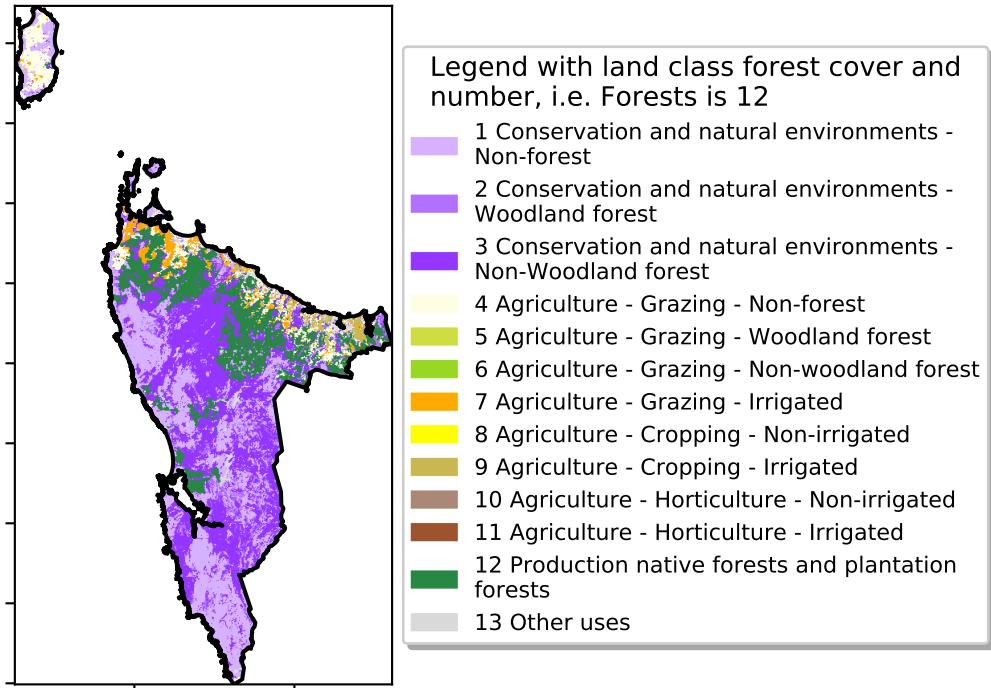 Legend with land class forest cover and
number, i.e. Forests is 12
1 Conservation and natural environments -
Non-forest
2 Conservation and natural environments -
Woodland forest
3 Conservation and natural environments -
Non-Woodland forest
4 Agriculture - Grazing - Non-forest
5 Agriculture - Grazing - Woodland forest
6 Agriculture - Grazing - Non-woodland forest
7 Agriculture - Grazing - Irrigated
8 Agriculture - Cropping - Non-irrigated
9 Agriculture - Cropping - Irrigated
10 Agriculture - Horticulture - Non-irrigated
11 Agriculture - Horticulture - Irrigated
12 Production native forests and plantation
forests
13 Other uses